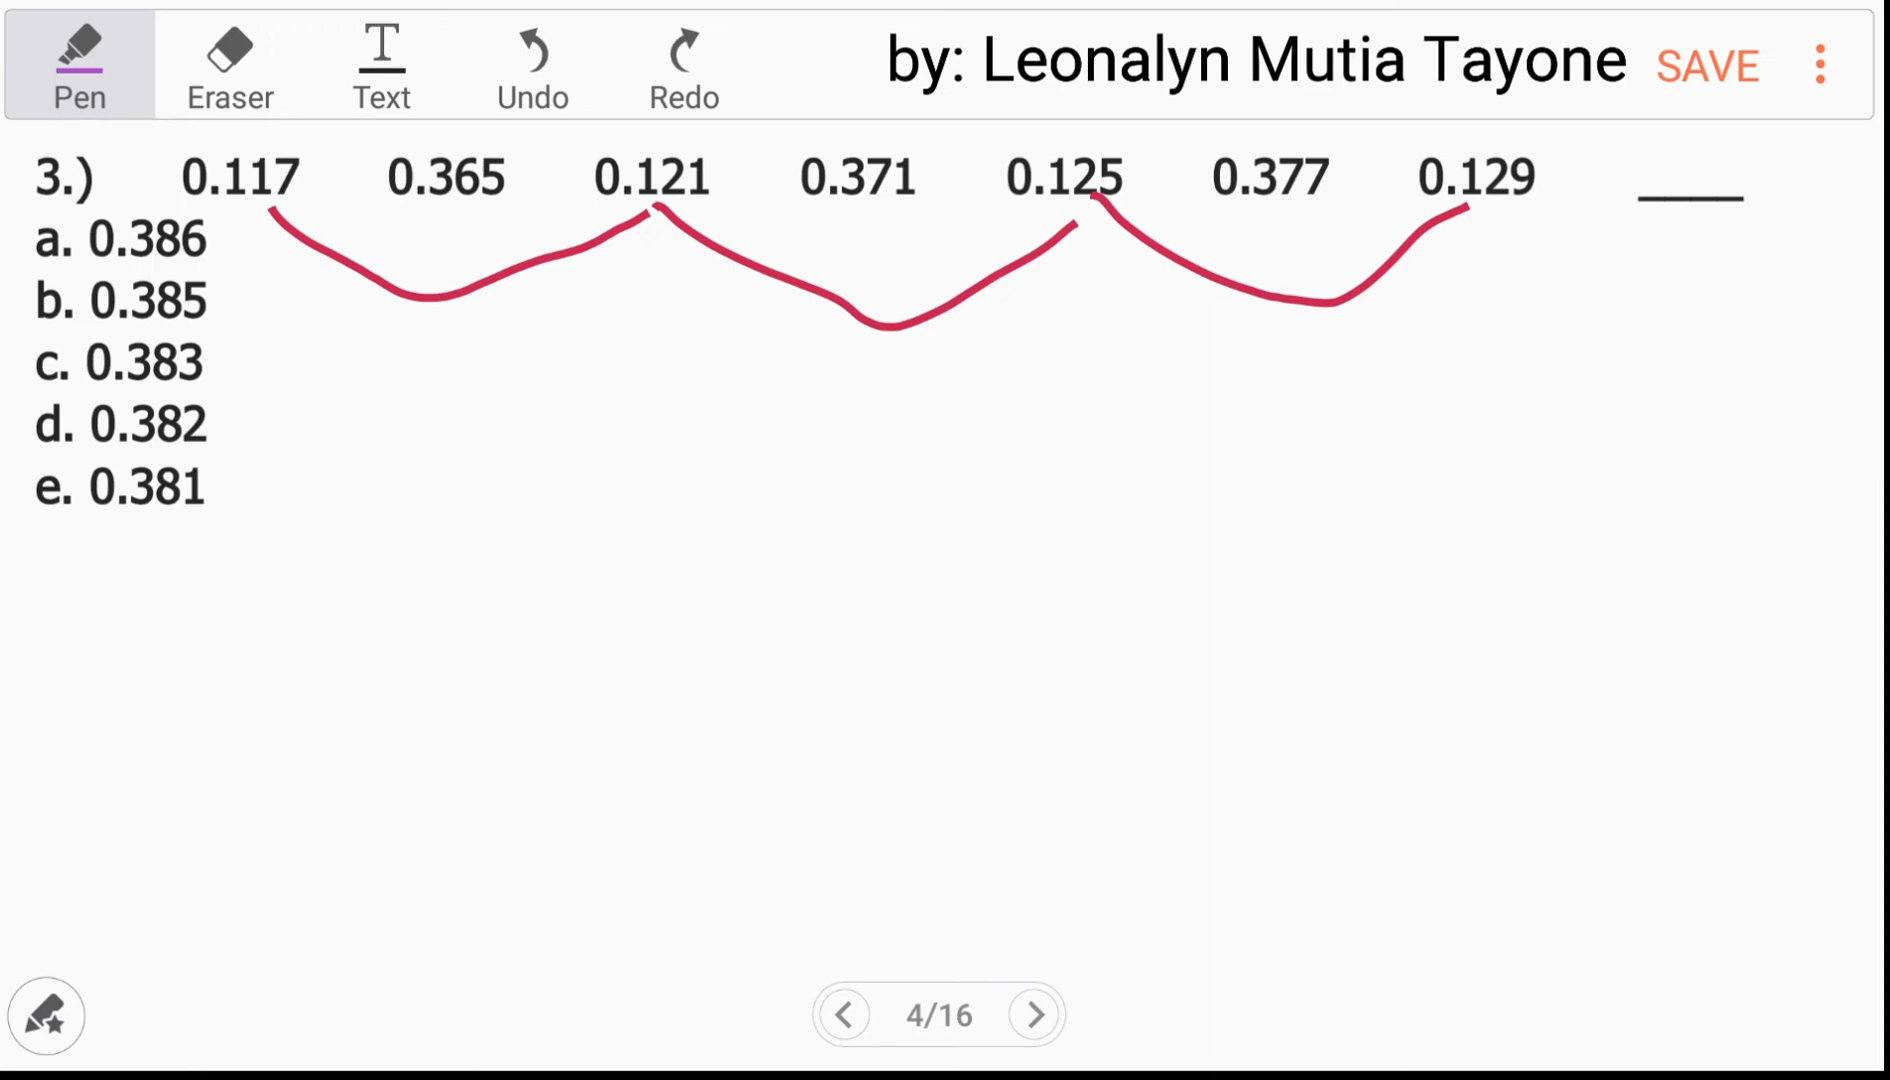 Pen Eraser Text Undo Redo by: Leonalyn Mutia Tayone SAVE
3.) 0.117 0.365 0.121 0.371 0.125 0.377 0.129 _____
a. 0.386
b. 0.385
c. 0.383
d. 0.382
e. 0.381
4/16